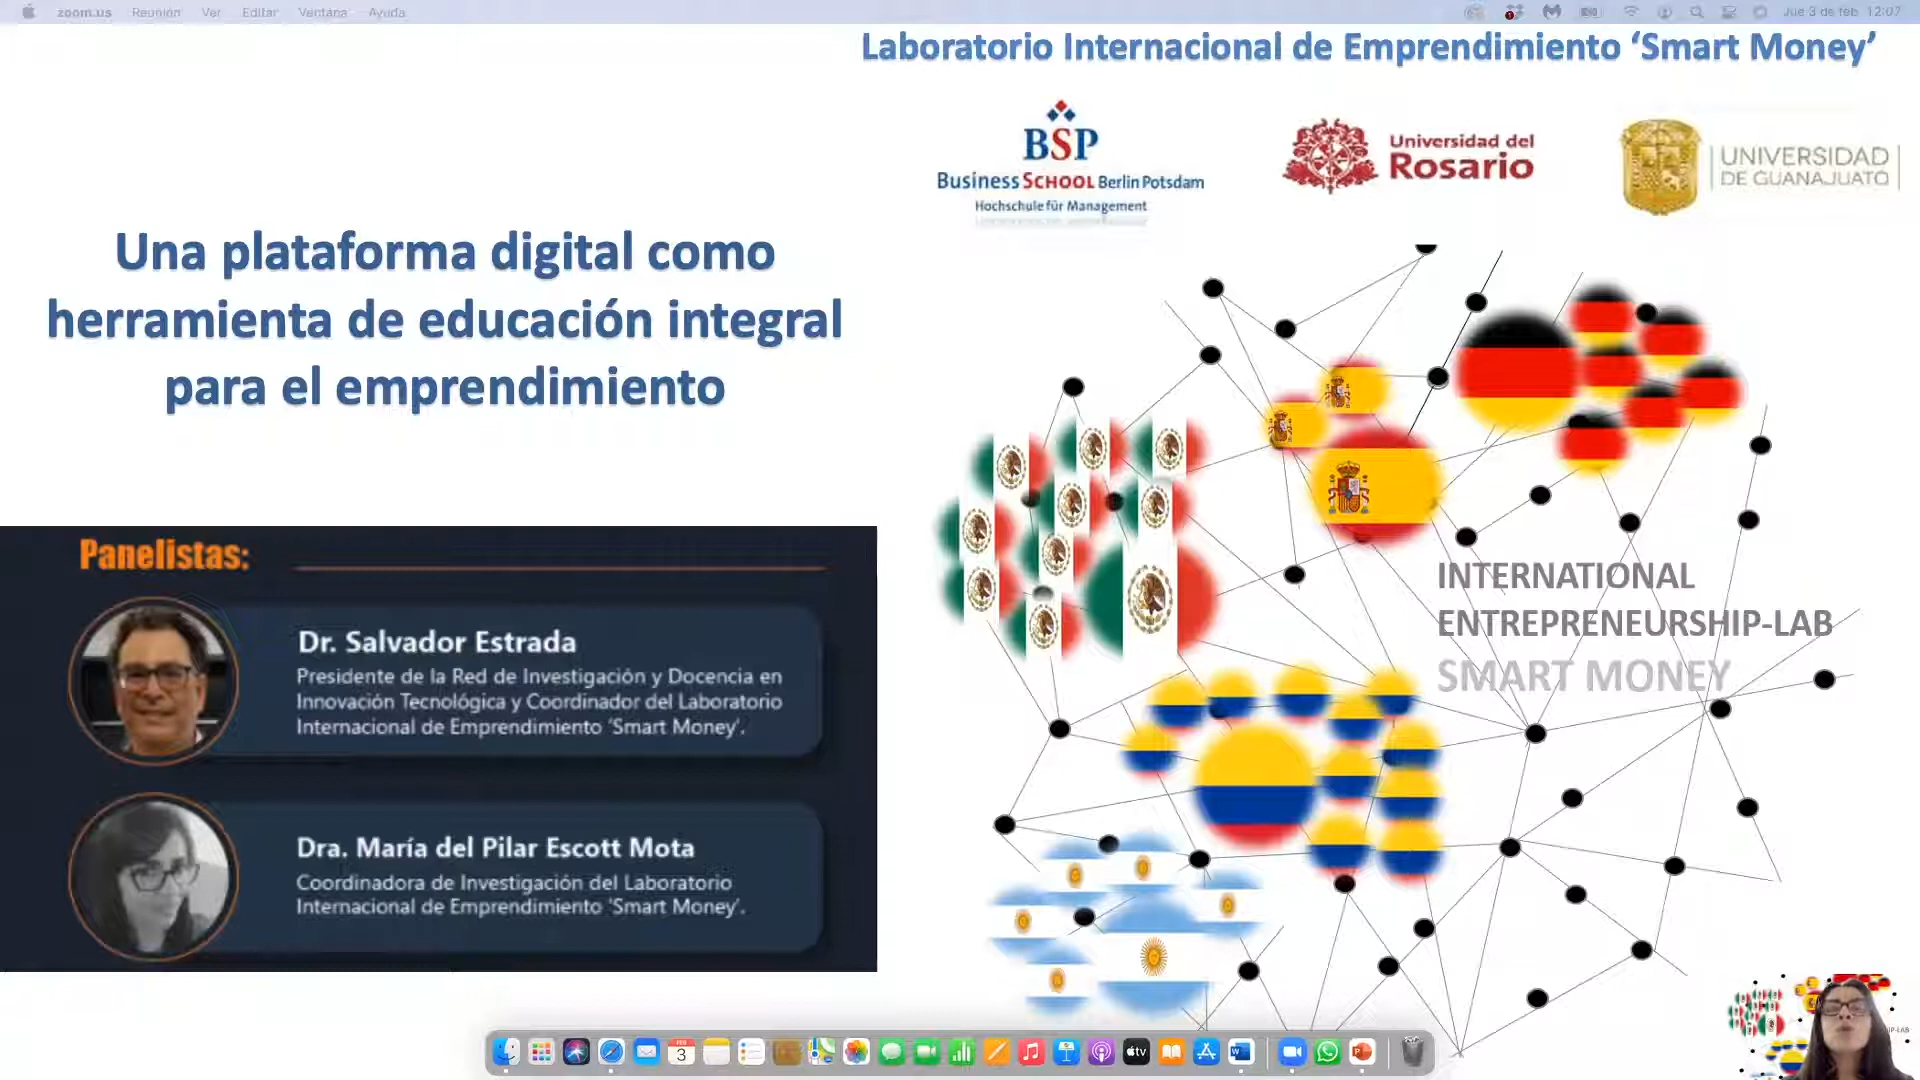 zoom.us Reunión Ver Editar Ventana Ayuda
Jue 3 de feb 12:07
Laboratorio Internacional de Emprendimiento ‘Smart Money’
BSP
Business SCHOOL Berlin Potsdam
Hochschule für Management
Universidad del
Rosario
UNIVERSIDAD
DE GUANAJUATO
Una plataforma digital como
herramienta de educación integral
para el emprendimiento
Panelistas:
Dr. Salvador Estrada
Presidente de la Red de Investigación y Docencia en
Innovación Tecnológica y Coordinador del Laboratorio
Internacional de Emprendimiento ‘Smart Money’.
Dra. María del Pilar Escott Mota
Coordinadora de Investigación del Laboratorio
Internacional de Emprendimiento ‘Smart Money’.
INTERNATIONAL
ENTREPRENEURSHIP-LAB
SMART MONEY
3
tv